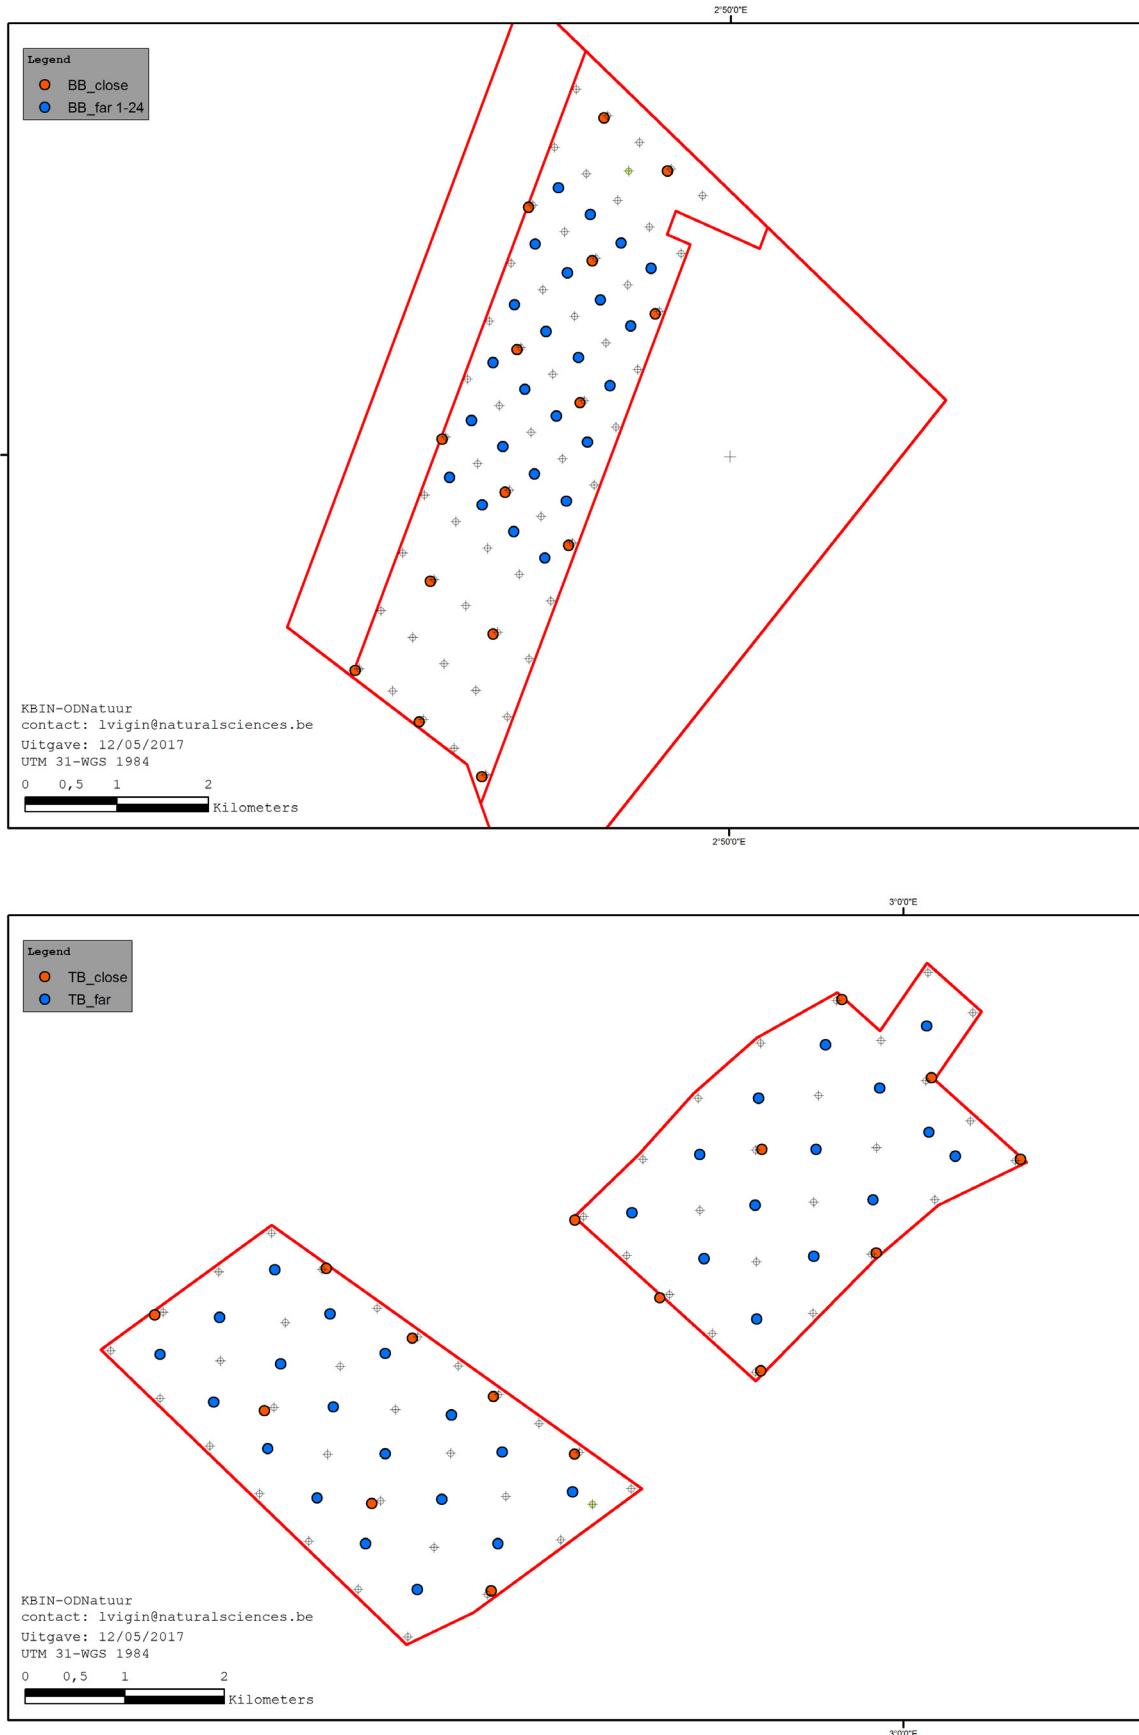 2°50'0"E
Legend
BB_close
BB_far 1-24
KBIN-ODNatuur
contact: lvigin@naturalsciences.be
Uitgave: 12/05/2017
UTM 31-WGS 1984
0 0,5 1 2
Kilometers
2°50'0"E
3°0'0"E
Legend
TB_close
TB_far
KBIN-ODNatuur
contact: lvigin@naturalsciences.be
Uitgave: 12/05/2017
UTM 31-WGS 1984
0 0,5 1 2
Kilometers
3°0'0"E